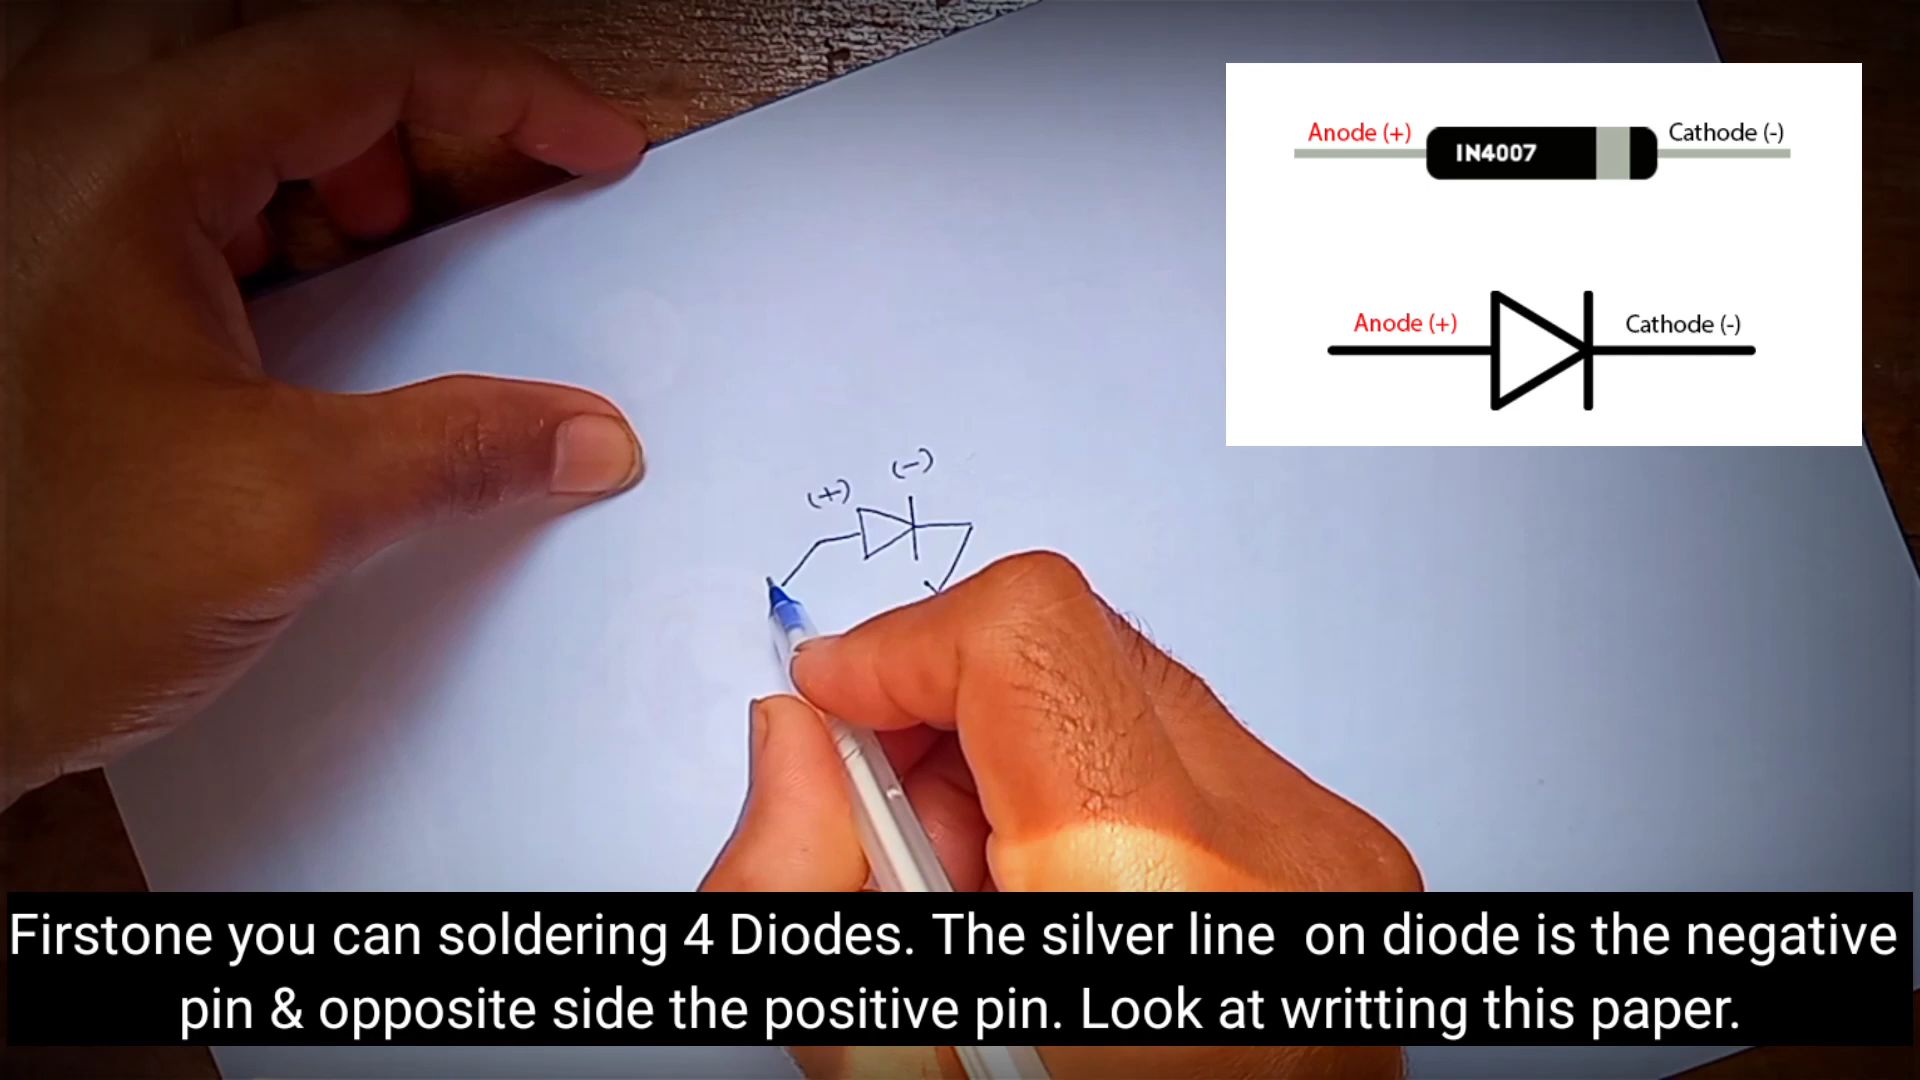 Anode (+) IN4007 Cathode (-)
Anode (+) Cathode (-)
(+) (-)
Firstone you can soldering 4 Diodes. The silver line on diode is the negative
pin & opposite side the positive pin. Look at writting this paper.